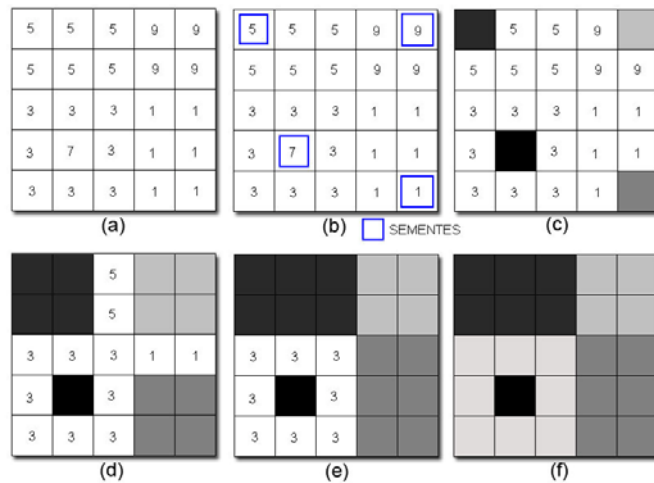 5 5 5 9 9 5 5 5 9 9 5 5 9
5 5 5 9 9 5 5 5 9 9 5 5 5 9 9
3 3 3 1 1 3 3 3 1 1 3 3 3 1 1
3 7 3 1 1 3 7 3 1 1 3 3 1 1
3 3 3 1 1 3 3 3 1 1 3 3 3 1
(a) (b) (c)
SEMENTES
5
5
3 3 3 1 1 3 3 3
3 3 3 3
3 3 3 3 3 3
(d) (e) (f)